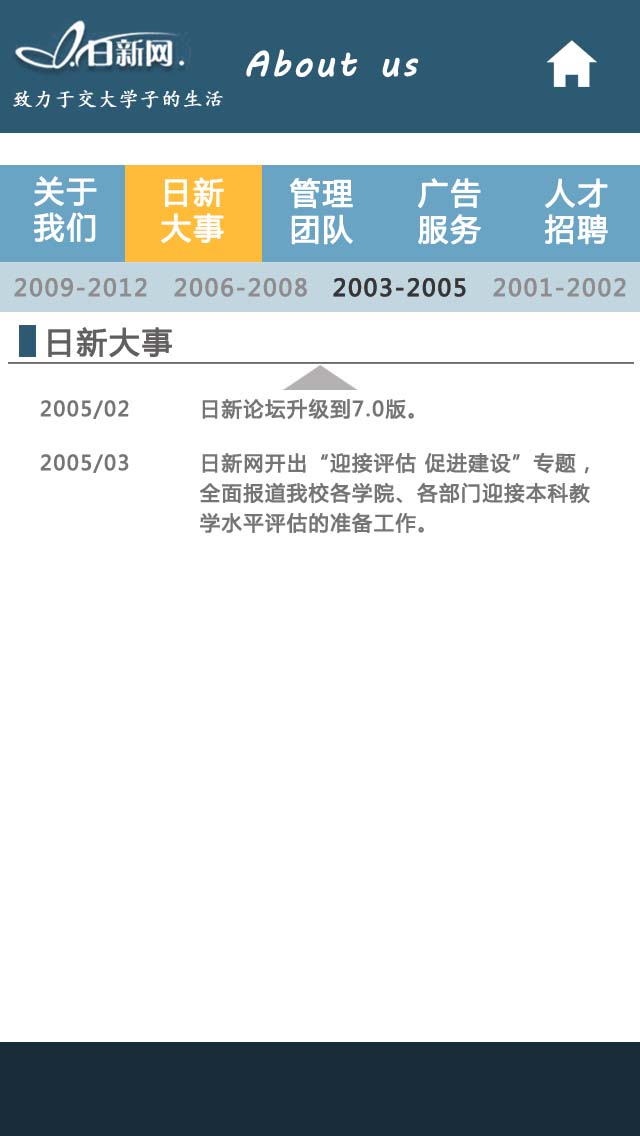 日新网.
About us
致力于交大学子的生活
关于 日新 管理 广告 人才
我们 大事 团队 服务 招聘
2009-2012 2006-2008 2003-2005 2001-2002
日新大事
2005/02 日新论坛升级到7.0版。
2005/03 日新网开出“迎接评估 促进建设”专题，
全面报道我校各学院、各部门迎接本科教
学水平评估的准备工作。